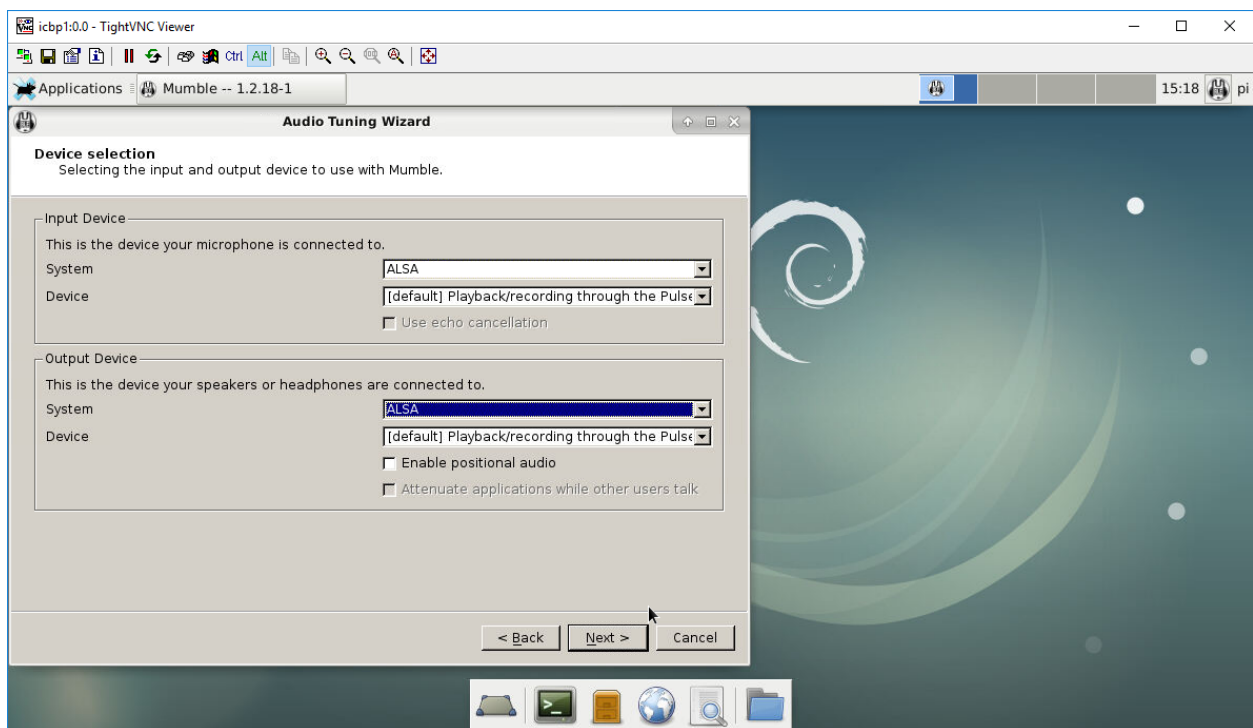 icbp1:0.0 - TightVNC Viewer
Ctrl Alt
Applications Mumble -- 1.2.18-1 15:18 pi
Audio Tuning Wizard
Device selection
Selecting the input and output device to use with Mumble.
Input Device
This is the device your microphone is connected to.
System ALSA
Device [default] Playback/recording through the Pulse
Use echo cancellation
Output Device
This is the device your speakers or headphones are connected to.
System ALSA
Device [default] Playback/recording through the Pulse
Enable positional audio
Attenuate applications while other users talk
< Back Next > Cancel